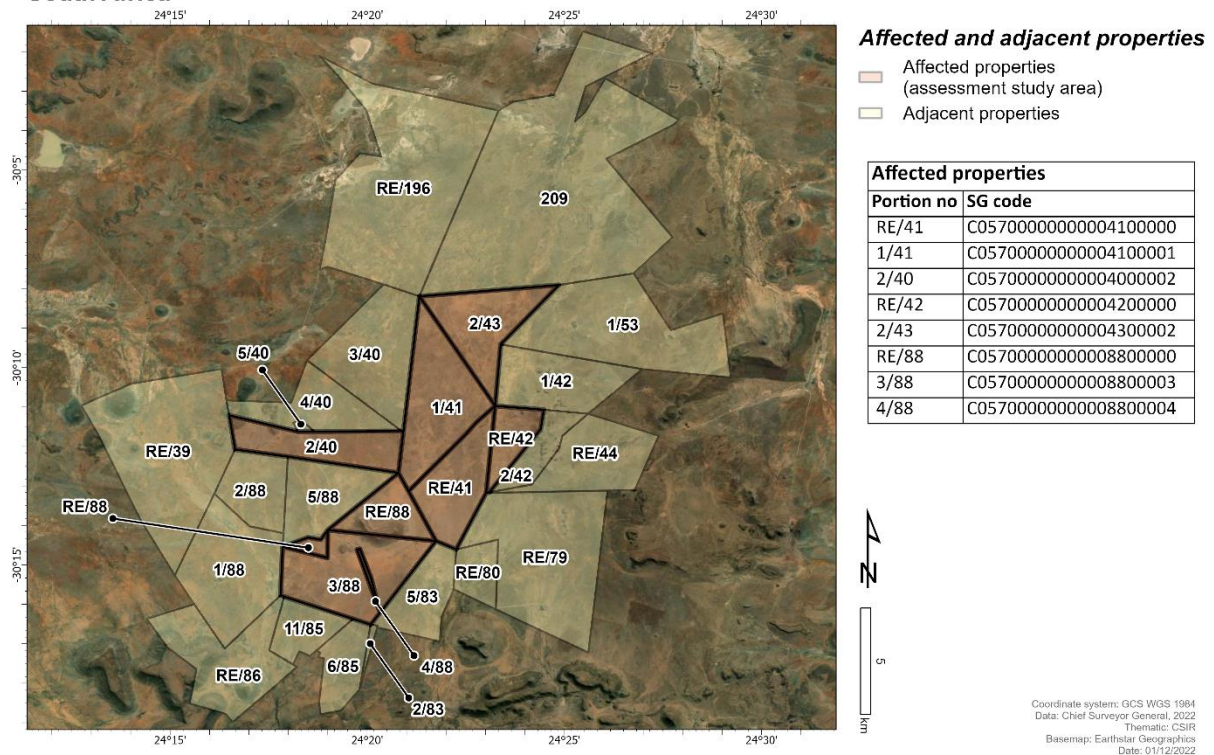 24°15'
24°20'
24°25'
24°30'
Affected and adjacent properties
Affected properties
(assessment study area)
Adjacent properties
Affected properties
Portion no SG code
RE/41 C05700000000004100000
1/41 C05700000000004100001
2/40 C05700000000004000002
RE/42 C05700000000004200000
2/43 C05700000000004300002
RE/88 C05700000000008800000
3/88 C05700000000008800003
4/88 C05700000000008800004
-30°5'
-30°10'
-30°15'
RE/196
209
2/43
1/53
5/40
3/40
1/42
4/40
1/41
RE/42
2/40
RE/39
RE/44
2/42
2/88
5/88
RE/41
RE/88
RE/88
RE/79
1/88
RE/80
3/88
5/83
11/85
6/85
4/88
RE/86
2/83
N
5
km
24°15'
24°20'
24°25'
24°30'
Coordinate system: GCS WGS 1984
Data: Chief Surveyor General, 2022
Thematic: CSIR
Basemap: Earthstar Geographics
Date: 01/12/2022